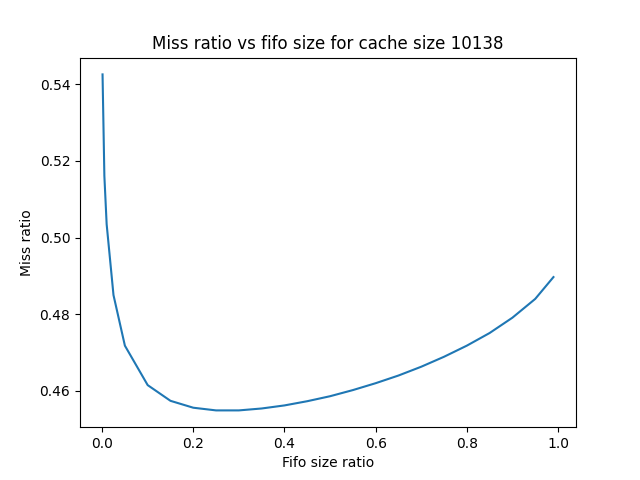 Miss ratio vs fifo size for cache size 10138
0.54
0.52
0.50
0.48
0.46
Miss ratio
0.0 0.2 0.4 0.6 0.8 1.0
Fifo size ratio